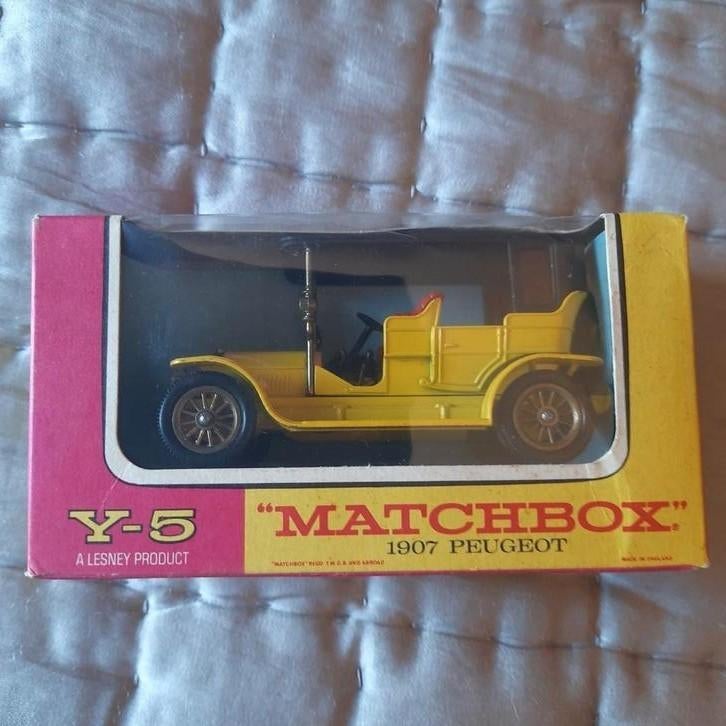 Y-5
A LESNEY PRODUCT
"MATCHBOX"
1907 PEUGEOT
"MATCHBOX" REGD. T.M. G.B. AND ABROAD
MADE IN ENGLAND